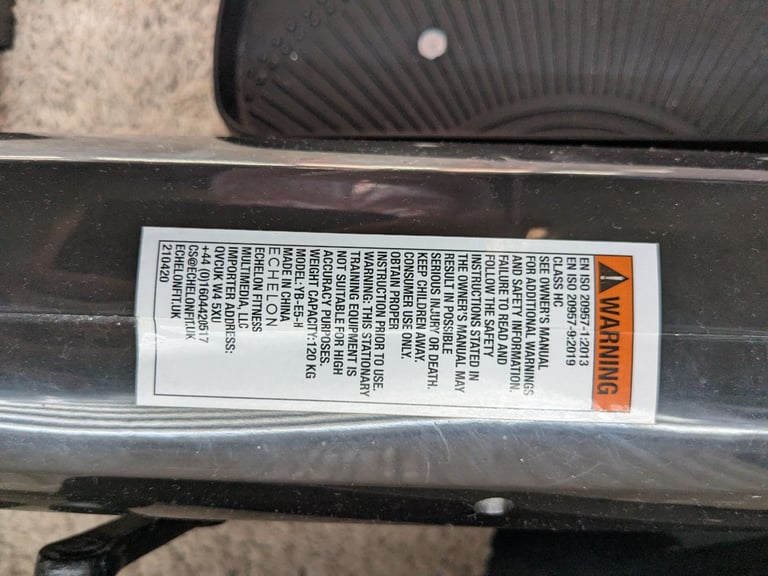 WARNING
EN ISO 20957-1:2013
EN ISO 20957-9:2019
CLASS HC
SEE OWNER'S MANUAL
FOR ADDITIONAL WARNINGS
AND SAFETY INFORMATION.
FAILURE TO READ AND
FOLLOW THE SAFETY
INSTRUCTIONS STATED IN
THE OWNER'S MANUAL MAY
RESULT IN POSSIBLE
SERIOUS INJURY OR DEATH.
KEEP CHILDREN AWAY.
CONSUMER USE ONLY.
OBTAIN PROPER
INSTRUCTION PRIOR TO USE.
WARNING: THIS STATIONARY
TRAINING EQUIPMENT IS
NOT SUITABLE FOR HIGH
ACCURACY PURPOSES.
WEIGHT CAPACITY:120 KG
MODEL:YB-E5-H
MADE IN CHINA
ECHELON
ECHELON FITNESS
MULTIMEDA, LLC
IMPORTER ADDRESS:
QVCUK W4 5XU
+44 (0)1604420517
CS@ECHELONFIT.UK
ECHELONFIT.UK
210420